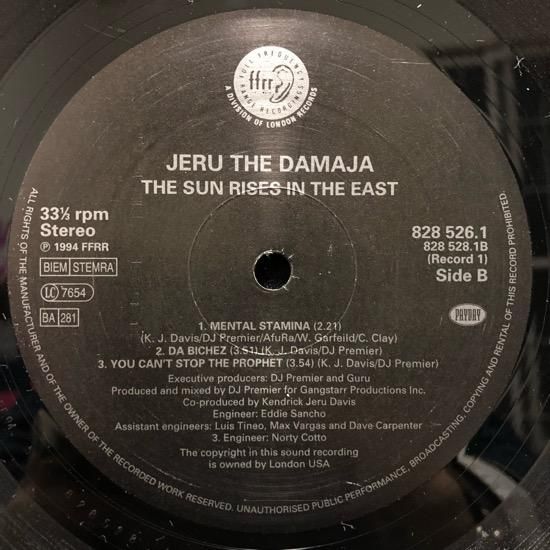 FULL FREQUENCY
ffrr
RANGE RECORDINGS
A DIVISION OF LONDON RECORDS
JERU THE DAMAJA
THE SUN RISES IN THE EAST
33⅓ rpm
Stereo
℗ 1994 FFRR
BIEM STEMRA
LC 7654
BA 281
828 526.1
828 528.1B
(Record 1)
Side B
PAYDAY
1. MENTAL STAMINA (2.21)
(K. J. Davis/DJ Premier/AfuRa/W. Garfeild/C. Clay)
2. DA BICHEZ (3.51) (K. J. Davis/DJ Premier)
3. YOU CAN'T STOP THE PROPHET (3.54) (K. J. Davis/DJ Premier)
Executive producers: DJ Premier and Guru
Produced and mixed by DJ Premier for Gangstarr Productions Inc.
Co-produced by Kendrick Jeru Davis
Engineer: Eddie Sancho
Assistant engineers: Luis Tineo, Max Vargas and Dave Carpenter
3. Engineer: Norty Cotto
The copyright in this sound recording
is owned by London USA
ALL RIGHTS OF THE MANUFACTURER AND OF THE OWNER OF THE RECORDED WORK RESERVED. UNAUTHORISED PUBLIC PERFORMANCE, BROADCASTING, COPYING AND RENTAL OF THIS RECORD PROHIBITED.